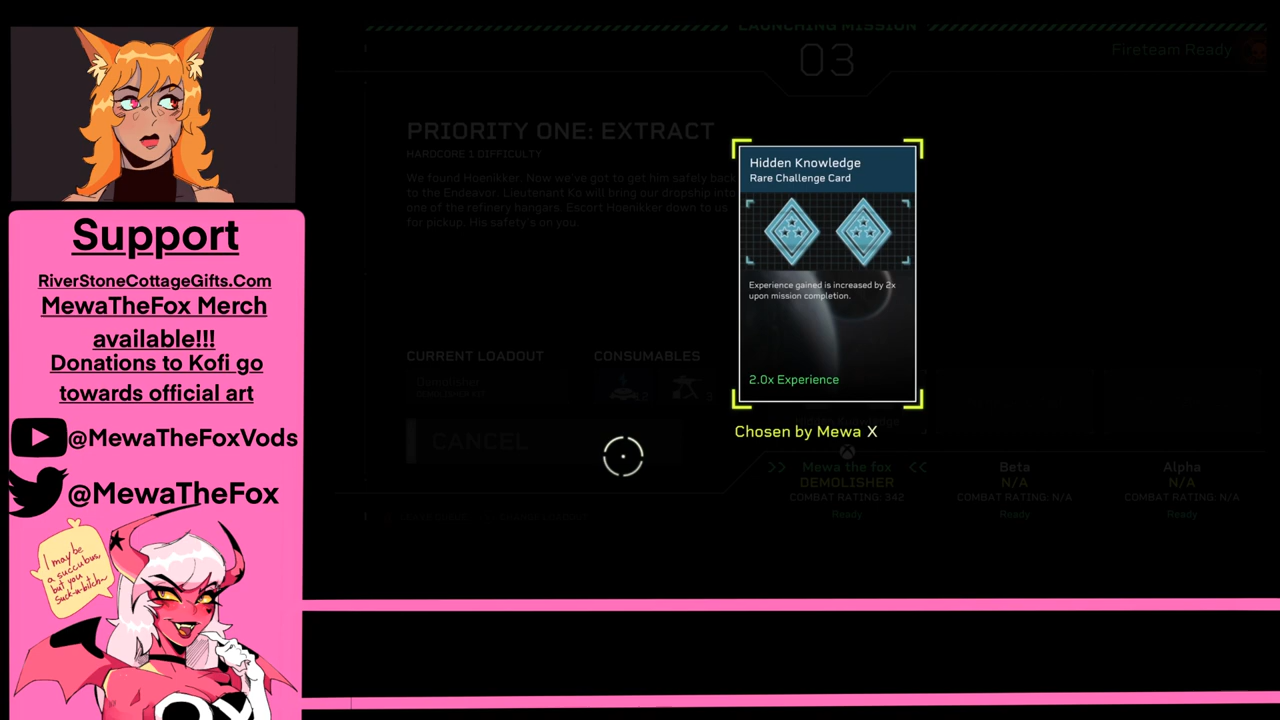 Support
RiverStoneCottageGifts.Com
MewaTheFox Merch
available!!!
Donations to Kofi go
towards official art
@MewaTheFoxVods
@MewaTheFox
I may be
a succubus,
but you
suck-a-bitch~
LAUNCHING MISSION
03
Fireteam Ready
PRIORITY ONE: EXTRACT
HARDCORE 1 DIFFICULTY
We found Hoenikker. Now we've got to get him safely back
to the Endeavor. Lieutenant Ko will bring our dropship into
one of the refinery hangars. Escort Hoenikker down to us
for pickup. His safety's on you.
Hidden Knowledge
Rare Challenge Card
Experience gained is increased by 2x
upon mission completion.
2.0x Experience
Chosen by Mewa X
CURRENT LOADOUT
Demolisher
CONSUMABLES
CANCEL
>> Mewa the fox <<
DEMOLISHER
COMBAT RATING: 342
Ready
Beta
N/A
COMBAT RATING: N/A
Ready
Alpha
N/A
COMBAT RATING: N/A
Ready